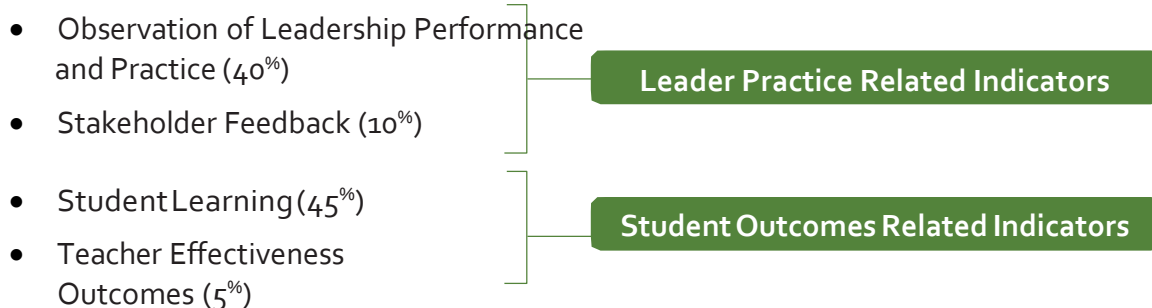 • Observation of Leadership Performance
and Practice (40%)
Leader Practice Related Indicators
• Stakeholder Feedback (10%)
• Student Learning (45%)
Student Outcomes Related Indicators
• Teacher Effectiveness
Outcomes (5%)